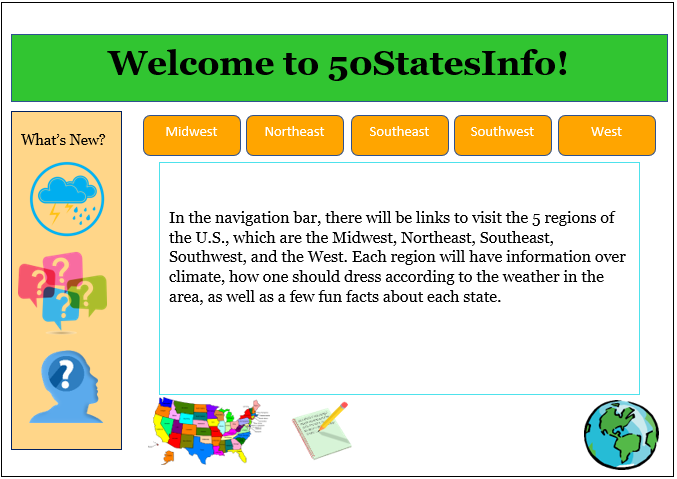 Welcome to 50StatesInfo!
What's New?
Midwest
Northeast
Southeast
Southwest
West
In the navigation bar, there will be links to visit the 5 regions of
the U.S., which are the Midwest, Northeast, Southeast,
Southwest, and the West. Each region will have information over
climate, how one should dress according to the weather in the
area, as well as a few fun facts about each state.
?
?
?
?
?